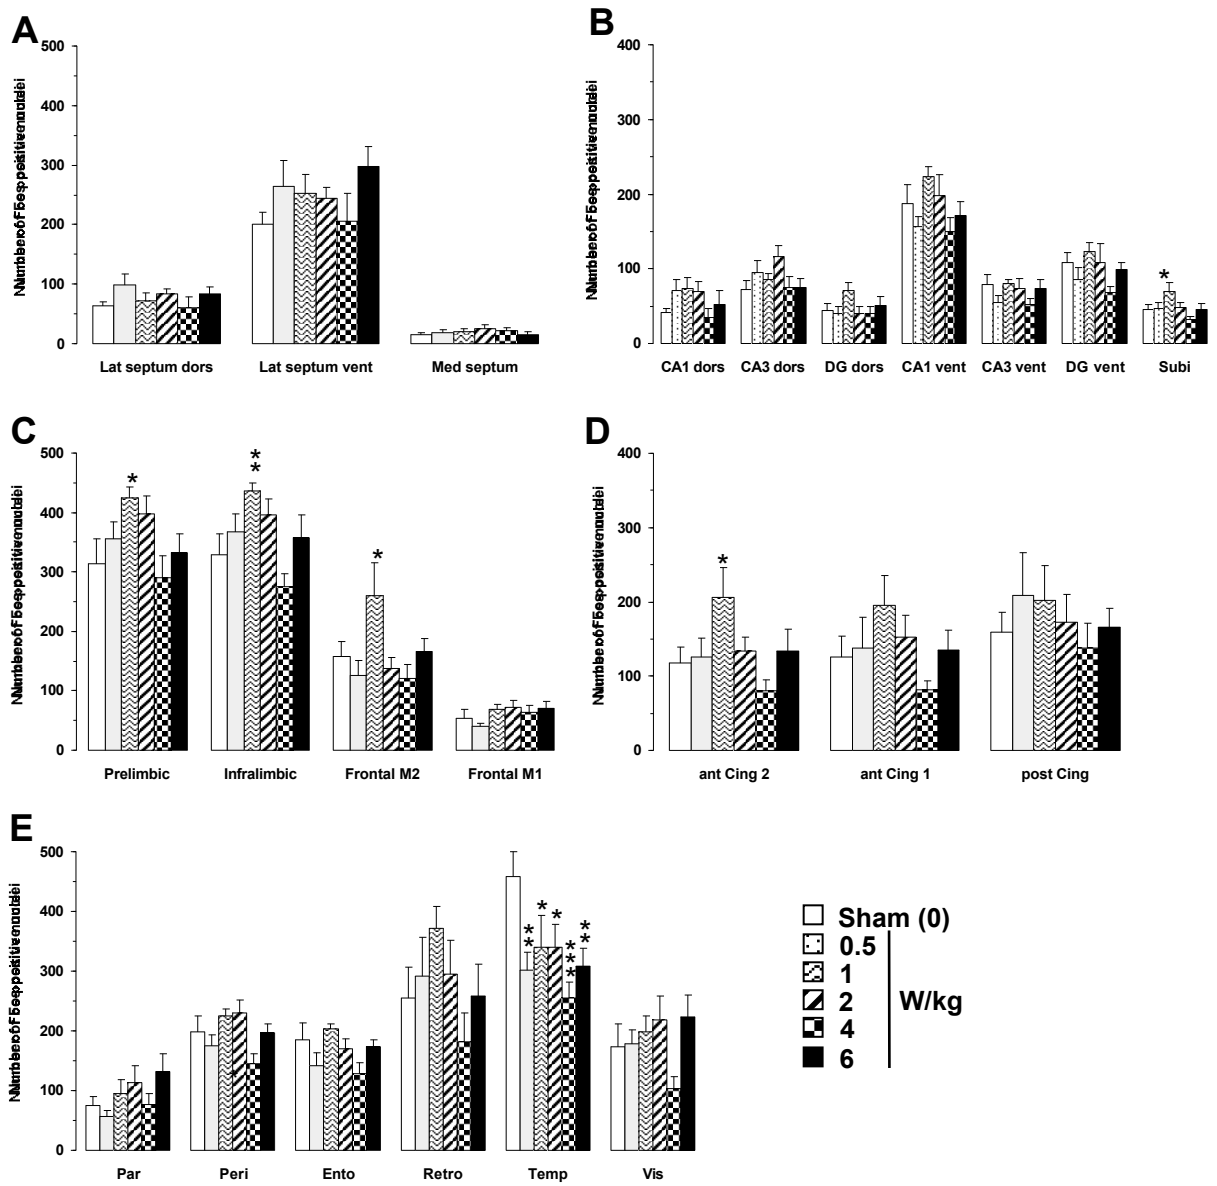 A
500
400
300
200
100
0
Lat septum dors
Lat septum vent
Med septum
B
400
300
200
100
0
*
CA1 dors
CA3 dors
DG dors
CA1 vent
CA3 vent
DG vent
Subi
C
500
400
300
200
100
0
*
**
*
Prelimbic
Infralimbic
Frontal M2
Frontal M1
D
400
300
200
100
0
*
ant Cing 2
ant Cing 1
post Cing
E
500
400
300
200
100
0
**
*
*
***
**
Par
Peri
Ento
Retro
Temp
Vis
Sham (0)
0.5
1
2
4
6
W/kg